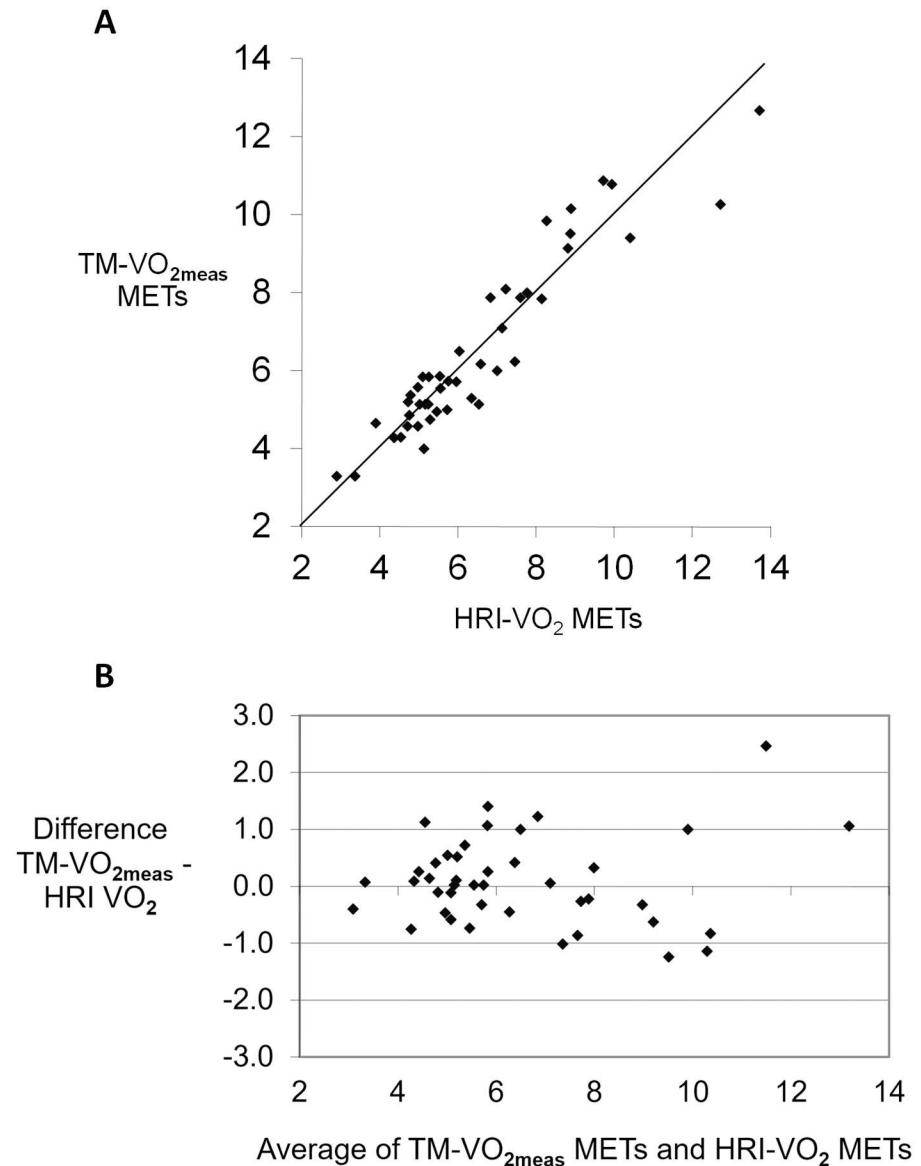 A
14
12
10
8
6
4
2
TM-VO2meas
METs
2 4 6 8 10 12 14
HRI-VO2 METs
B
3.0
2.0
1.0
0.0
-1.0
-2.0
-3.0
Difference
TM-VO2meas -
HRI VO2
2 4 6 8 10 12 14
Average of TM-VO2meas METs and HRI-VO2 METs